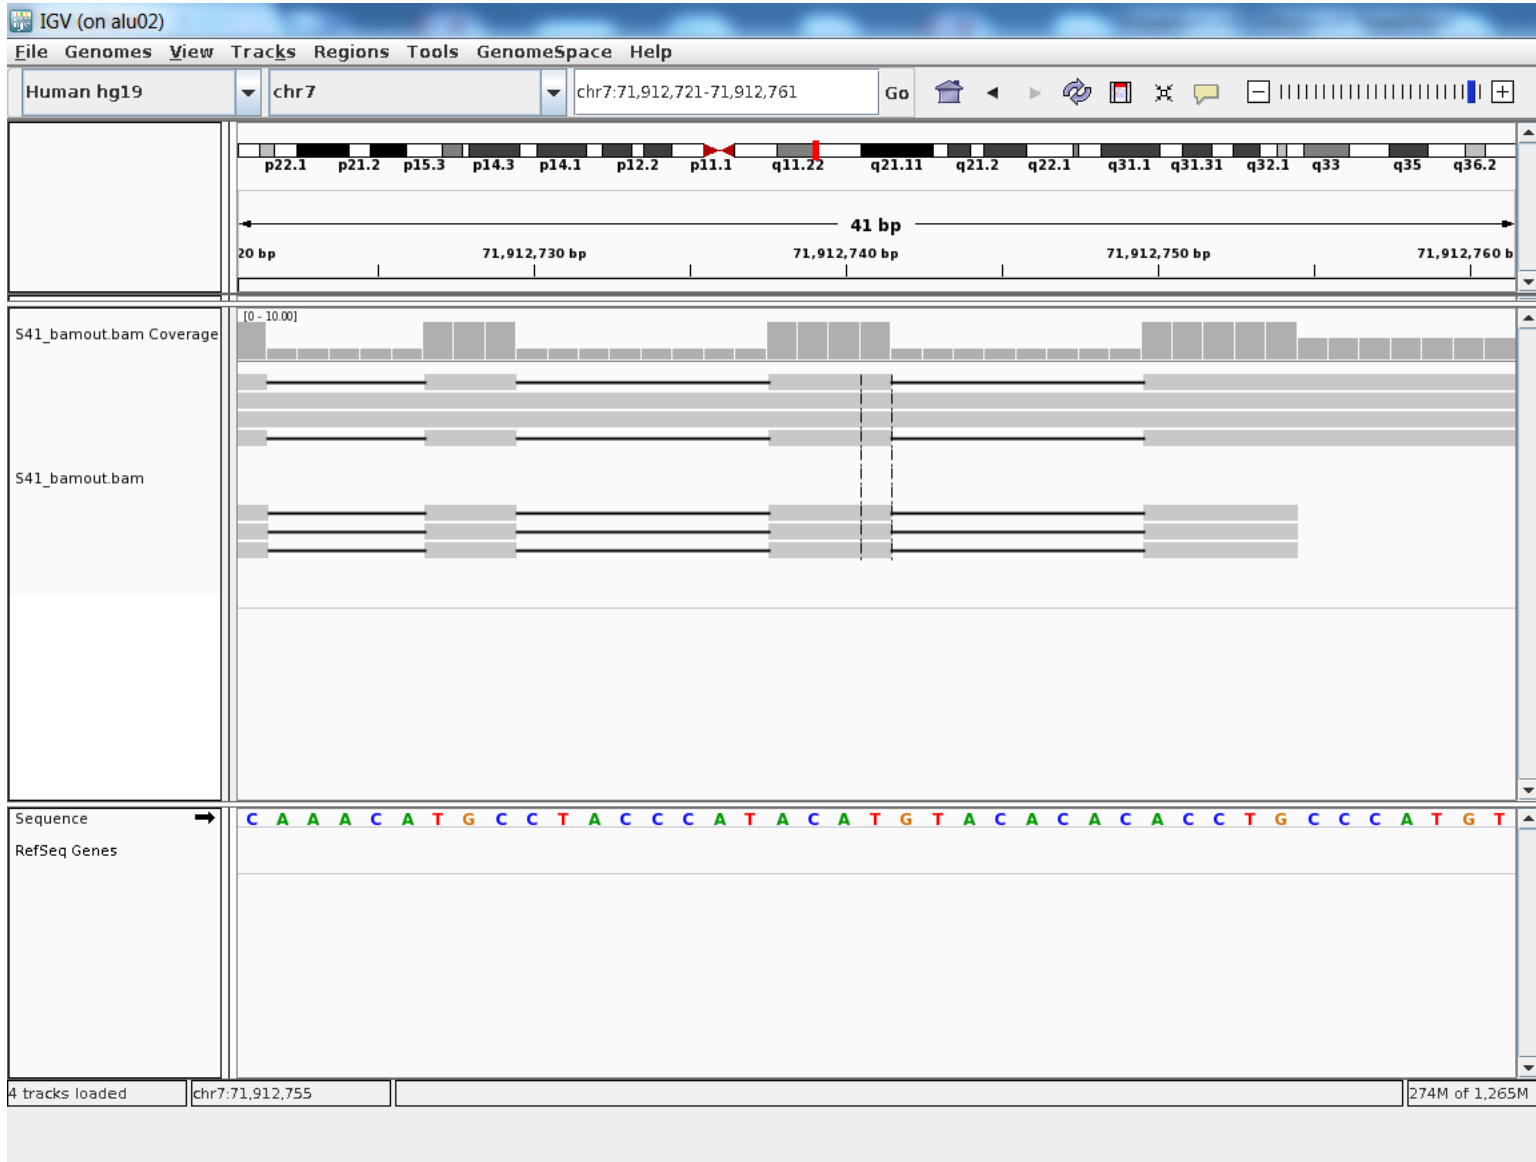 IGV (on alu02)
File Genomes View Tracks Regions Tools GenomeSpace Help
Human hg19 chr7 chr7:71,912,721-71,912,761 Go
p22.1 p21.2 p15.3 p14.3 p14.1 p12.2 p11.1 q11.22 q21.11 q21.2 q22.1 q31.1 q31.31 q32.1 q33 q35 q36.2
41 bp
20 bp 71,912,730 bp 71,912,740 bp 71,912,750 bp 71,912,760 b
[0 - 10.00]
S41_bamout.bam Coverage
S41_bamout.bam
Sequence C A A A C A T G C C T A C C C A T A C A T G T A C A C A C A C C T G C C C A T G T
RefSeq Genes
4 tracks loaded chr7:71,912,755 274M of 1,265M